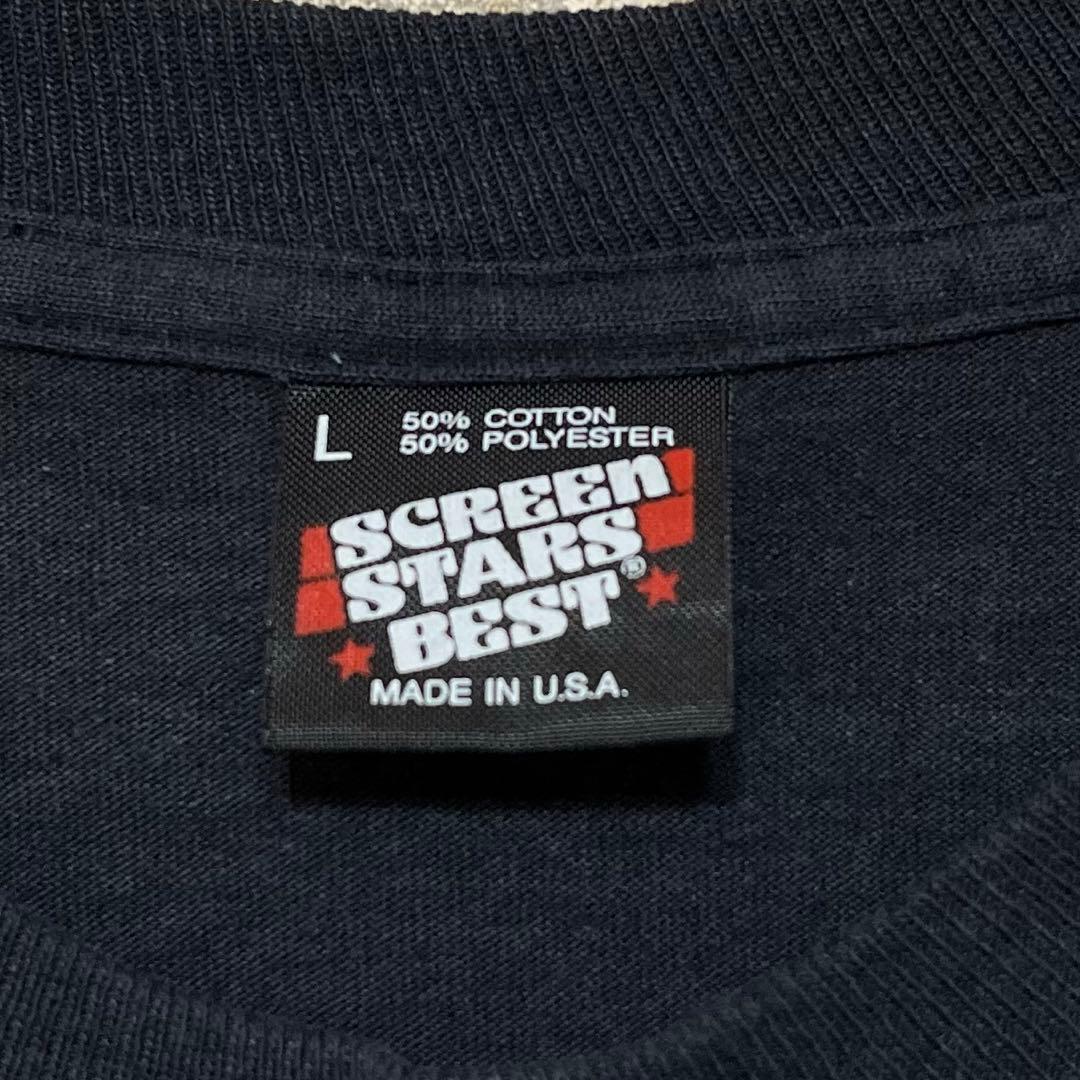 L
50% COTTON
50% POLYESTER
SCREEn
STARS
BEST®
MADE IN U.S.A.